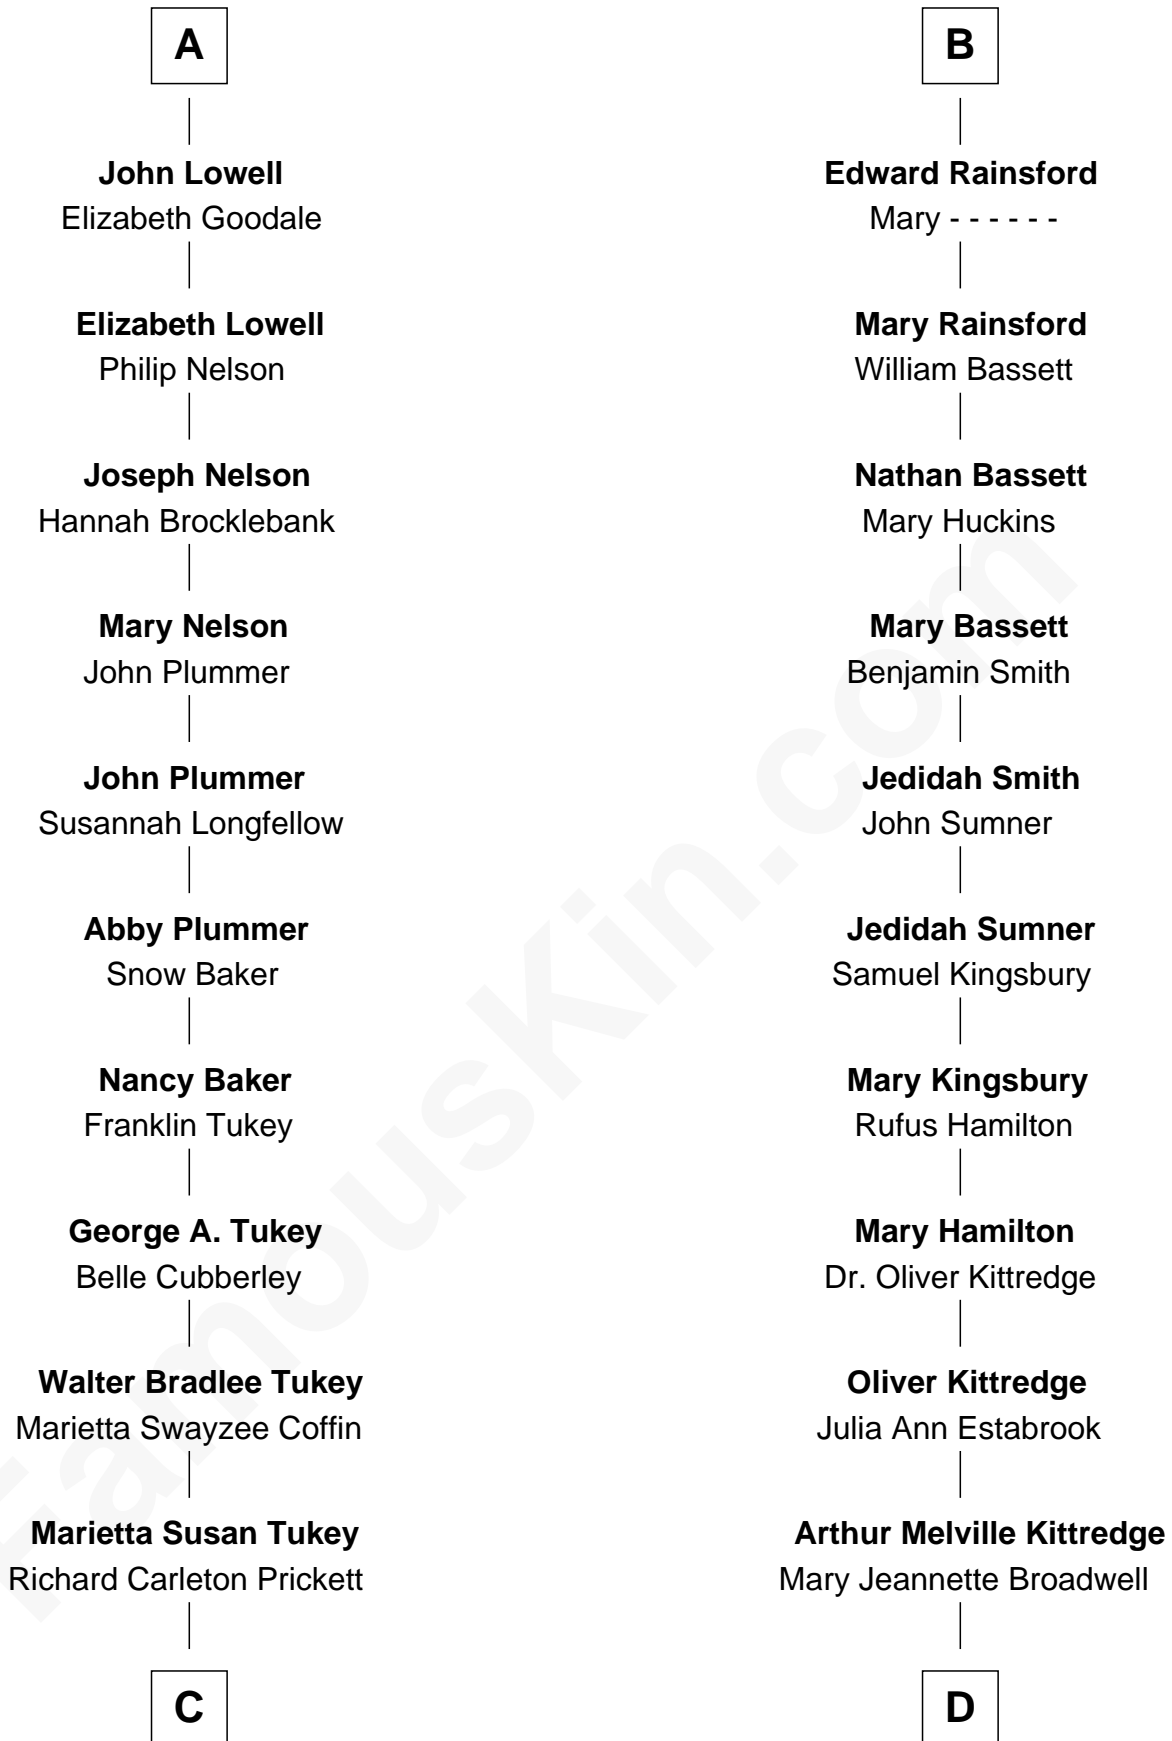 A
John Lowell
Elizabeth Goodale
Elizabeth Lowell
Philip Nelson
Joseph Nelson
Hannah Brocklebank
Mary Nelson
John Plummer
John Plummer
Susannah Longfellow
Abby Plummer
Snow Baker
Nancy Baker
Franklin Tukey
George A. Tukey
Belle Cubberley
Walter Bradlee Tukey
Marietta Swayzee Coffin
Marietta Susan Tukey
Richard Carleton Prickett
C
B
Edward Rainsford
Mary - - - - - -
Mary Rainsford
William Bassett
Nathan Bassett
Mary Huckins
Mary Bassett
Benjamin Smith
Jedidah Smith
John Sumner
Jedidah Sumner
Samuel Kingsbury
Mary Kingsbury
Rufus Hamilton
Mary Hamilton
Dr. Oliver Kittredge
Oliver Kittredge
Julia Ann Estabrook
Arthur Melville Kittredge
Mary Jeannette Broadwell
D
FamousKin.com